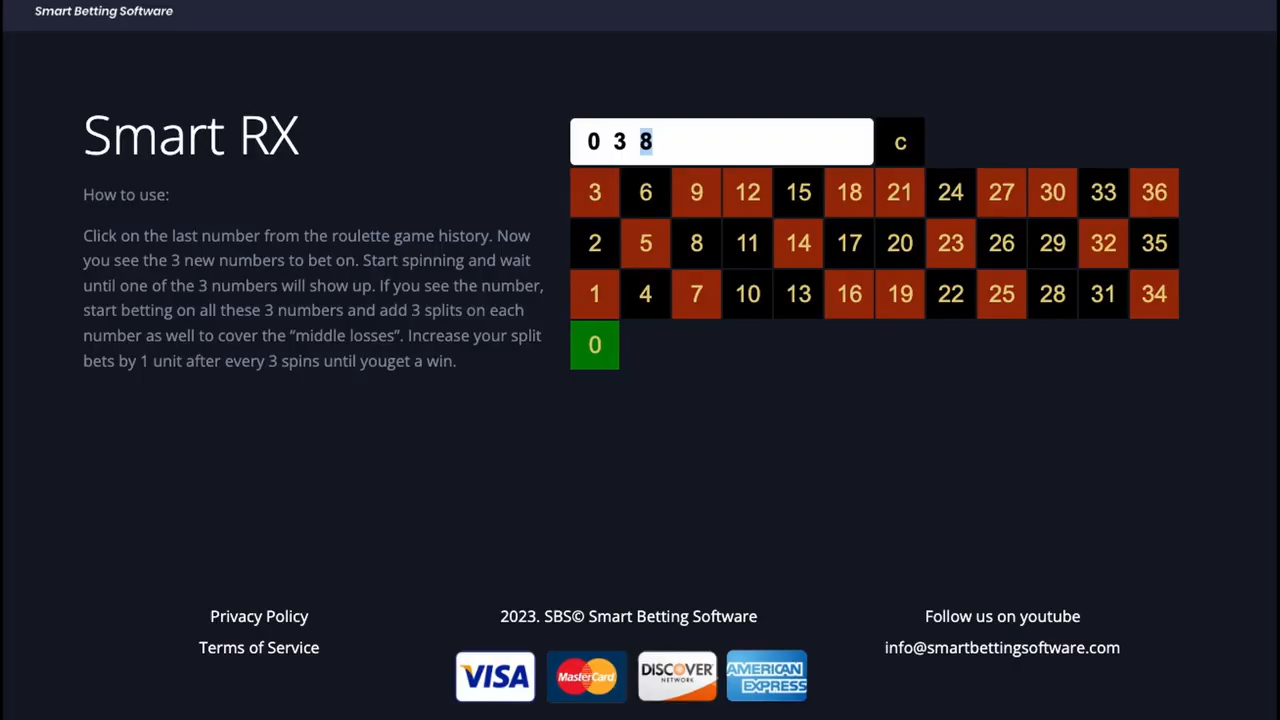 Smart Betting Software
Smart RX
How to use:
Click on the last number from the roulette game history. Now
you see the 3 new numbers to bet on. Start spinning and wait
until one of the 3 numbers will show up. If you see the number,
start betting on all these 3 numbers and add 3 splits on each
number as well to cover the “middle losses”. Increase your split
bets by 1 unit after every 3 spins until youget a win.
0 3 8
c
3 6 9 12 15 18 21 24 27 30 33 36
2 5 8 11 14 17 20 23 26 29 32 35
1 4 7 10 13 16 19 22 25 28 31 34
0
Privacy Policy
Terms of Service
2023. SBS© Smart Betting Software
VISA
MasterCard
DISCOVER
NETWORK
AMERICAN
EXPRESS
Follow us on youtube
info@smartbettingsoftware.com